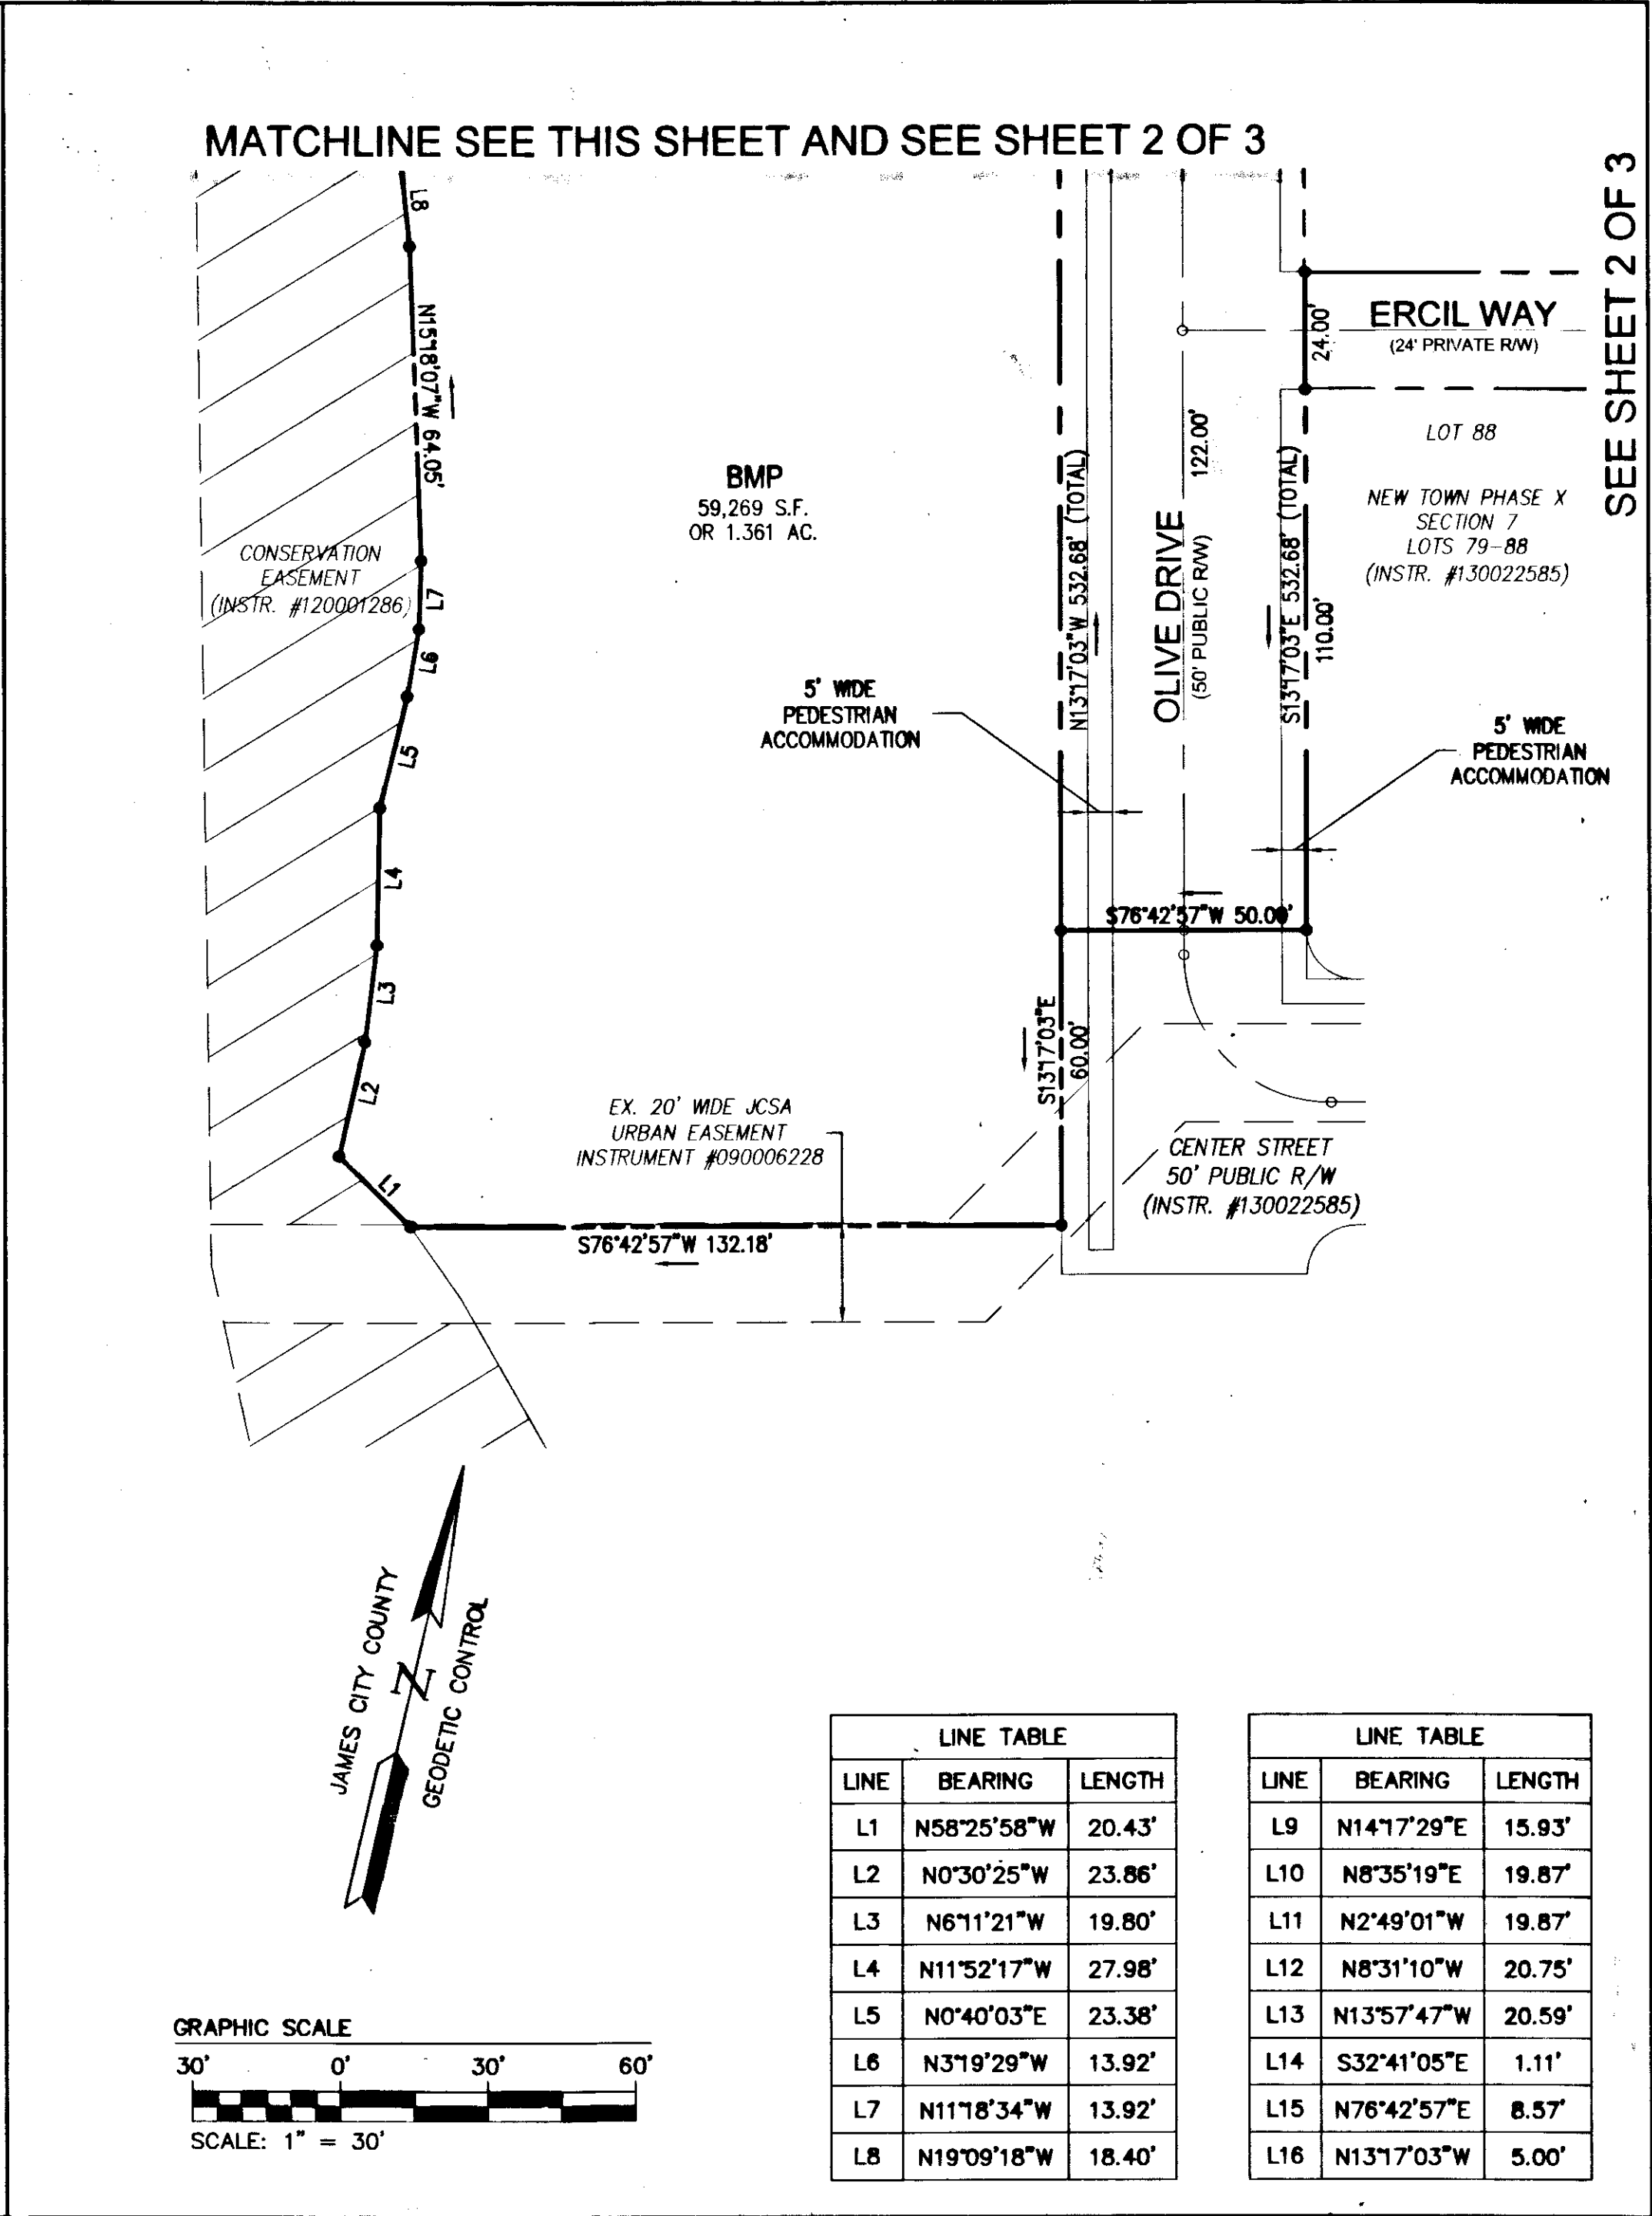 MATCHLINE SEE THIS SHEET AND SEE SHEET 2 OF 3
SEE SHEET 2 OF 3
L8
N15°18'07"W 64.05'
L7
L6
L5
L4
L3
L2
L1
CONSERVATION
EASEMENT
(INSTR. #120001286)
BMP
59,269 S.F.
OR 1.361 AC.
N13°17'03"W 532.68' (TOTAL)
OLIVE DRIVE
(50' PUBLIC R/W)
122.00'
S13°17'03"E 532.68' (TOTAL)
110.00'
24.00'
ERCIL WAY
(24' PRIVATE R/W)
LOT 88
NEW TOWN PHASE X
SECTION 7
LOTS 79-88
(INSTR. #130022585)
5' WIDE
PEDESTRIAN
ACCOMMODATION
5' WIDE
PEDESTRIAN
ACCOMMODATION
S76°42'57"W 50.00'
S13°17'03"E
60.00'
EX. 20' WIDE JCSA
URBAN EASEMENT
INSTRUMENT #090006228
CENTER STREET
50' PUBLIC R/W
(INSTR. #130022585)
S76°42'57"W 132.18'
JAMES CITY COUNTY
N
GEODETIC CONTROL
GRAPHIC SCALE
30' 0' 30' 60'
SCALE: 1" = 30'
LINE TABLE
LINE BEARING LENGTH
L1 N58°25'58"W 20.43'
L2 N0°30'25"W 23.86'
L3 N6°11'21"W 19.80'
L4 N11°52'17"W 27.98'
L5 N0°40'03"E 23.38'
L6 N3°19'29"W 13.92'
L7 N11°18'34"W 13.92'
L8 N19°09'18"W 18.40'
LINE TABLE
LINE BEARING LENGTH
L9 N14°17'29"E 15.93'
L10 N8°35'19"E 19.87'
L11 N2°49'01"W 19.87'
L12 N8°31'10"W 20.75'
L13 N13°57'47"W 20.59'
L14 S32°41'05"E 1.11'
L15 N76°42'57"E 8.57'
L16 N13°17'03"W 5.00'